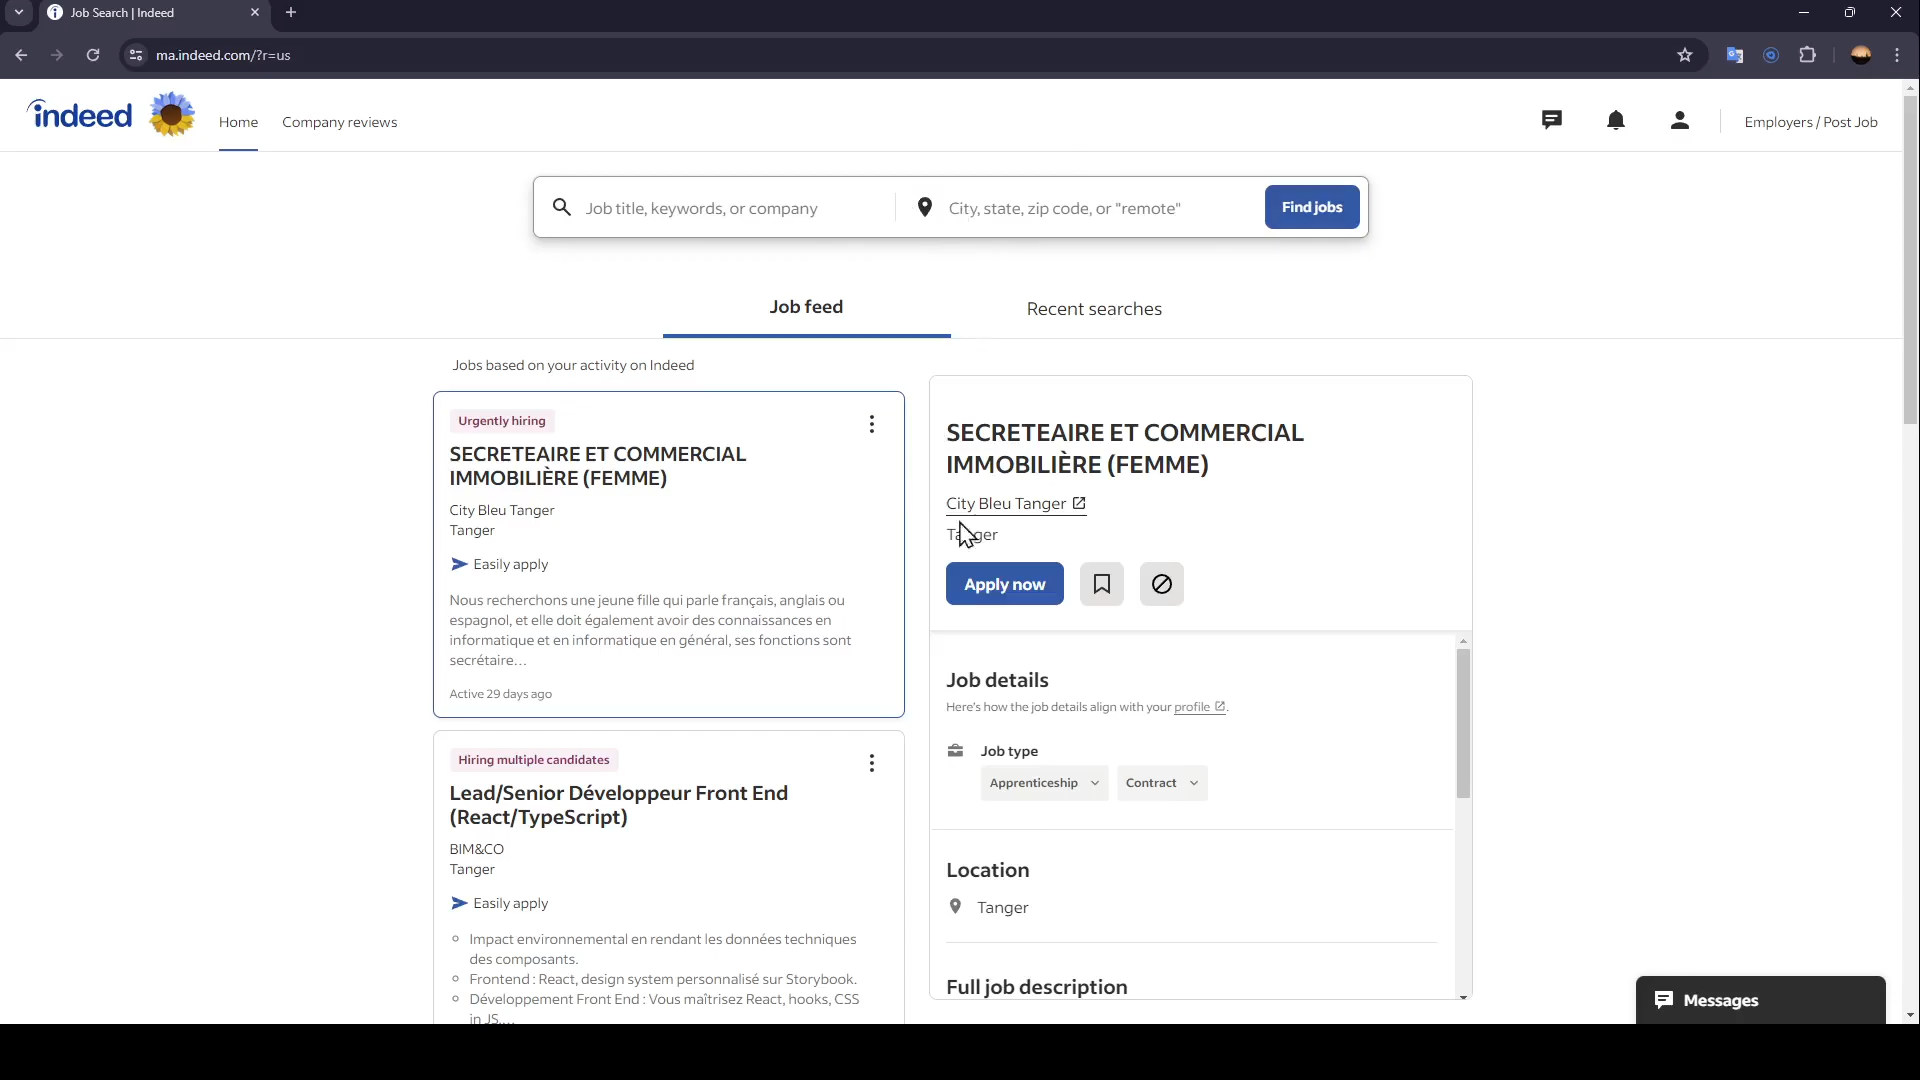 Job Search | Indeed
ma.indeed.com/?r=us
indeed
Home
Company reviews
Employers / Post Job
Job title, keywords, or company
City, state, zip code, or "remote"
Find jobs
Job feed
Recent searches
Jobs based on your activity on Indeed
Urgently hiring
SECRETEAIRE ET COMMERCIAL
IMMOBILIÈRE (FEMME)
City Bleu Tanger
Tanger
Easily apply
Nous recherchons une jeune fille qui parle français, anglais ou
espagnol, et elle doit également avoir des connaissances en
informatique et en informatique en général, ses fonctions sont
secrétaire…
Active 29 days ago
Hiring multiple candidates
Lead/Senior Développeur Front End
(React/TypeScript)
BIM&CO
Tanger
Easily apply
Impact environnemental en rendant les données techniques
des composants.
Frontend : React, design system personnalisé sur Storybook.
Développement Front End : Vous maîtrisez React, hooks, CSS
in JS,…
SECRETEAIRE ET COMMERCIAL
IMMOBILIÈRE (FEMME)
City Bleu Tanger
Tanger
Apply now
Job details
Here's how the job details align with your profile.
Job type
Apprenticeship
Contract
Location
Tanger
Full job description
Messages